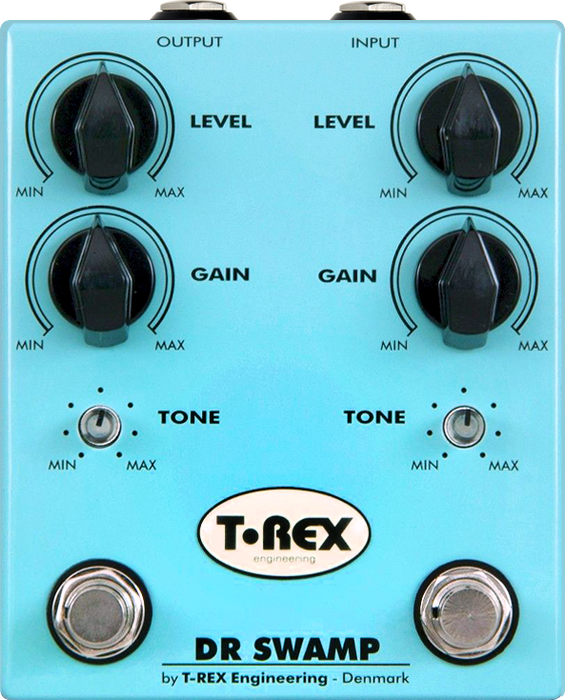 OUTPUT INPUT
LEVEL LEVEL
MIN MAX MIN MAX
GAIN GAIN
MIN MAX MIN MAX
TONE TONE
MIN MAX MIN MAX
T•REX
engineering
DR SWAMP
by T-REX Engineering - Denmark